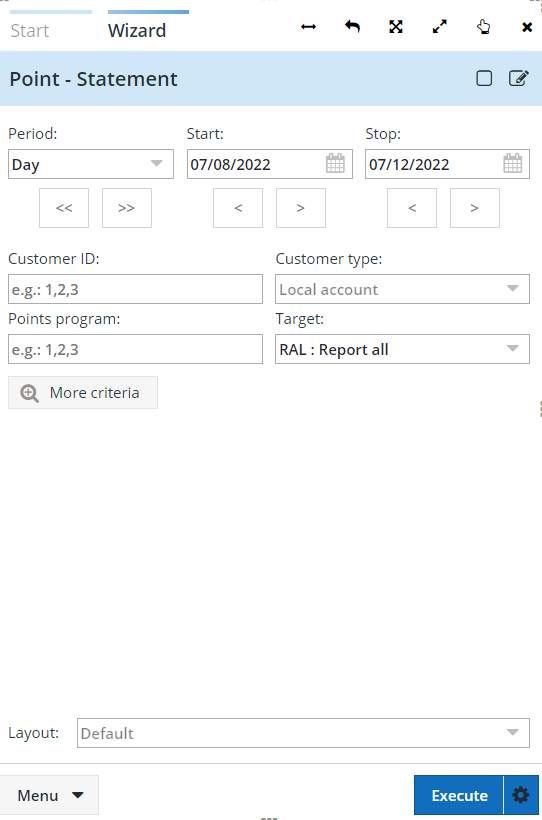 Start Wizard
Point - Statement
Period: Start: Stop:
Day 07/08/2022 07/12/2022
<< >> < > < >
Customer ID: Customer type:
e.g.: 1,2,3 Local account
Points program: Target:
e.g.: 1,2,3 RAL : Report all
More criteria
Layout: Default
Menu Execute